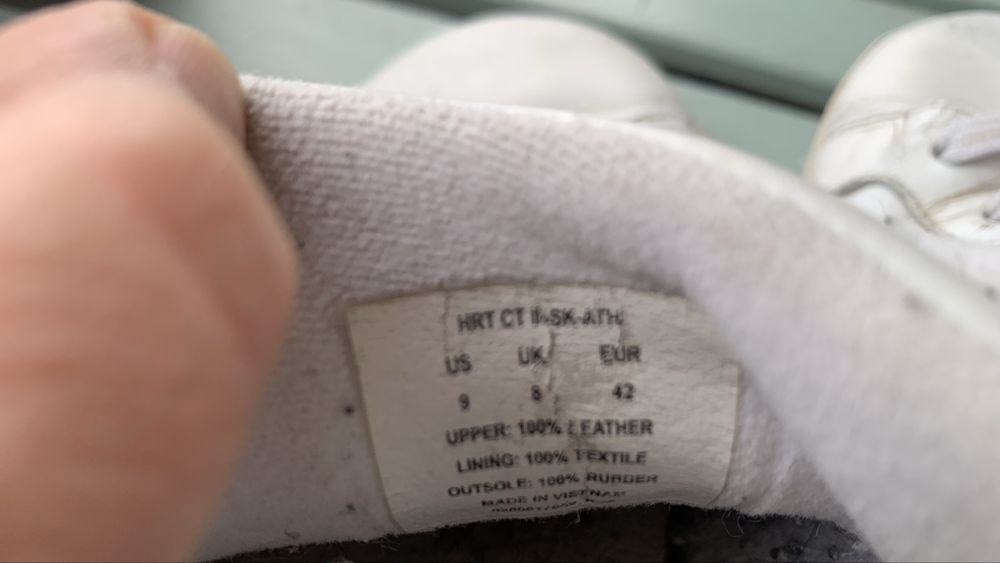 HRT CT II-SK-ATHL
US UK EUR
9 8 42
UPPER: 100% LEATHER
LINING: 100% TEXTILE
OUTSOLE: 100% RUBBER
MADE IN VIETNAM